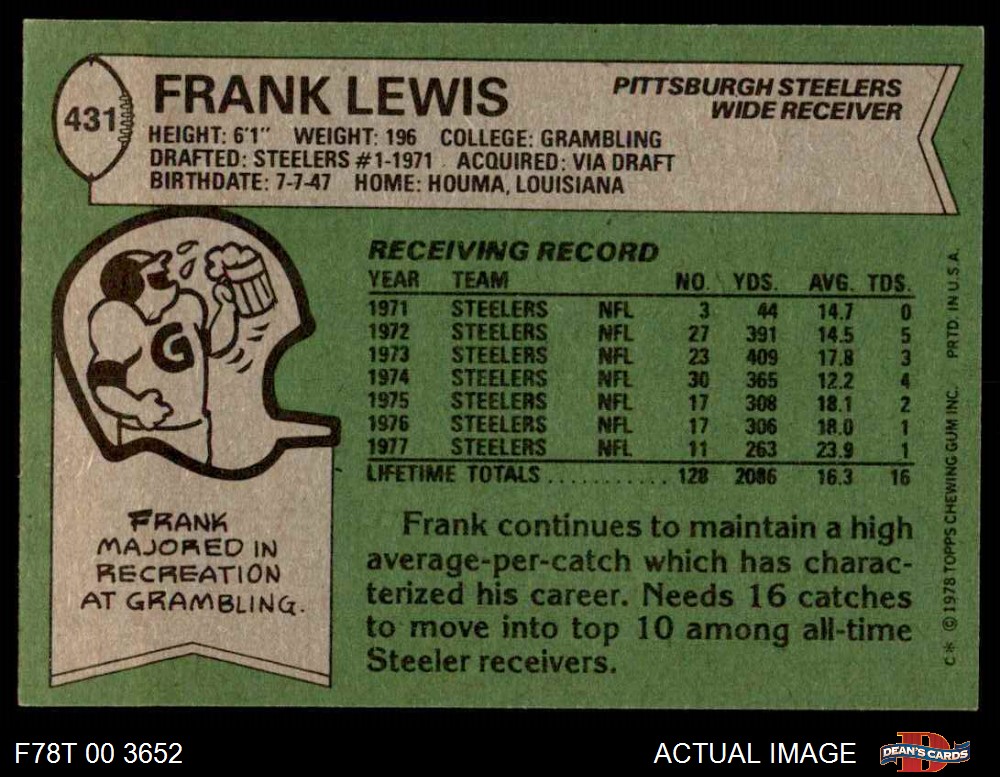 431
FRANK LEWIS
PITTSBURGH STEELERS
WIDE RECEIVER
HEIGHT: 6'1" WEIGHT: 196 COLLEGE: GRAMBLING
DRAFTED: STEELERS #1-1971 ACQUIRED: VIA DRAFT
BIRTHDATE: 7-7-47 HOME: HOUMA, LOUISIANA
G
FRANK
MAJORED IN
RECREATION
AT GRAMBLING.
RECEIVING RECORD
YEAR TEAM NO. YDS. AVG. TDS.
1971 STEELERS NFL 3 44 14.7 0
1972 STEELERS NFL 27 391 14.5 5
1973 STEELERS NFL 23 409 17.8 3
1974 STEELERS NFL 30 365 12.2 4
1975 STEELERS NFL 17 308 18.1 2
1976 STEELERS NFL 17 306 18.0 1
1977 STEELERS NFL 11 263 23.9 1
LIFETIME TOTALS........... 128 2086 16.3 16
Frank continues to maintain a high
average-per-catch which has charac-
terized his career. Needs 16 catches
to move into top 10 among all-time
Steeler receivers.
C* © 1978 TOPPS CHEWING GUM INC. PRTD. IN U.S.A.
F78T 00 3652
ACTUAL IMAGE
D
DEAN'S CARDS